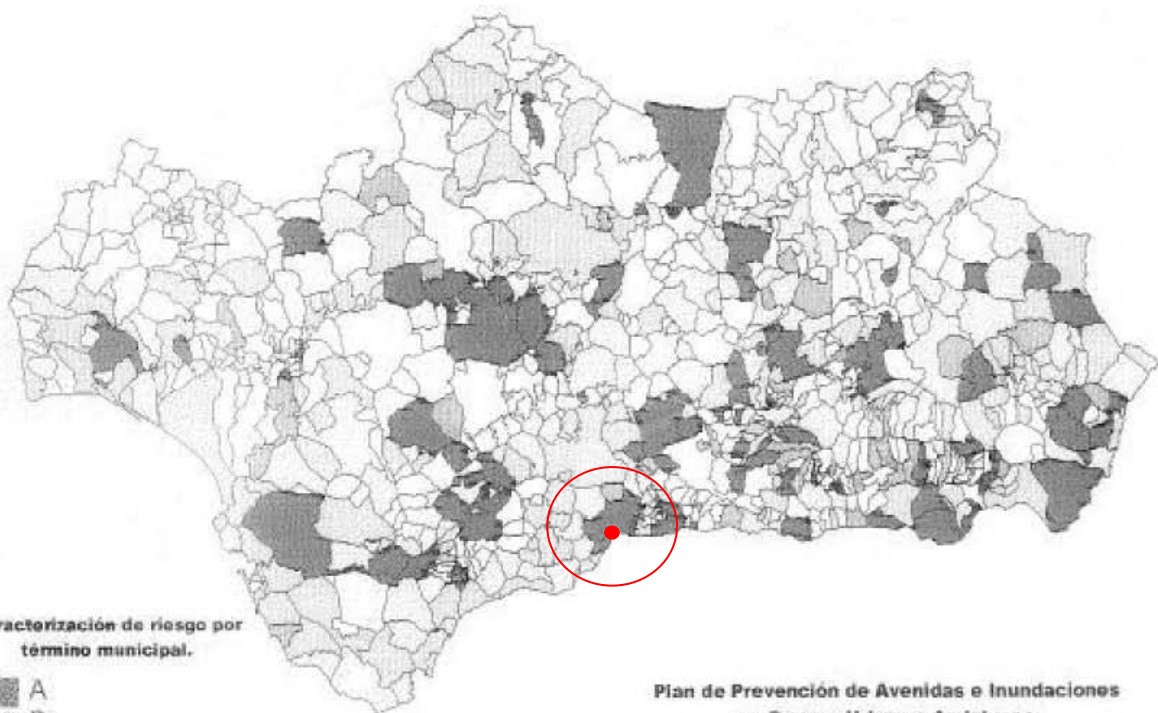 racterización de riesgo por
término municipal.
A
Plan de Prevención de Avenidas e Inundaciones